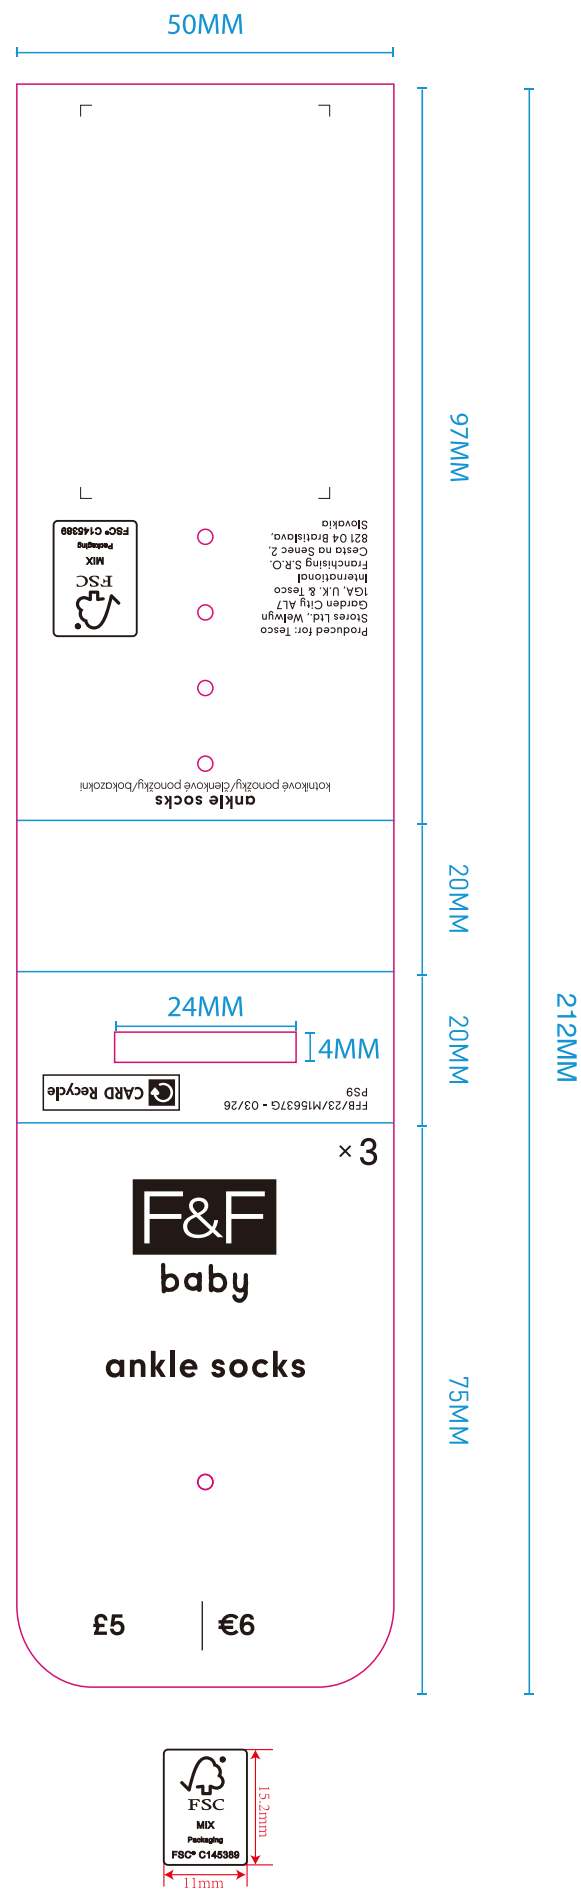 50MM
97MM
20MM
20MM
75MM
212MM
FSC
MIX
Packaging
FSC® C145389
Produced for: Tesco
Stores Ltd., Welwyn
Garden City AL7
1GA, U.K. & Tesco
International
Franchising S.R.O.
Cesta na Senec 2,
821 04 Bratislava,
Slovakia
ankle socks
kotníkové ponožky/členkové ponožky/bokazokni
24MM
4MM
CARD Recycle
FFB/23/M15637G - 03/26
PS9
× 3
F&F
baby
ankle socks
£5 | €6
FSC
MIX
Packaging
FSC® C145389
15.2mm
11mm